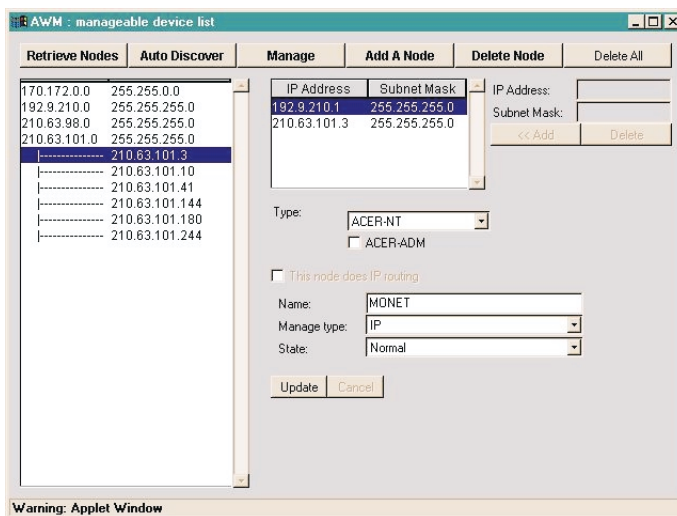 AWM : manageable device list
Retrieve Nodes Auto Discover Manage Add A Node Delete Node Delete All
170.172.0.0 255.255.0.0
192.9.210.0 255.255.255.0
210.63.98.0 255.255.255.0
210.63.101.0 255.255.255.0
|--------------- 210.63.101.3
|--------------- 210.63.101.10
|--------------- 210.63.101.41
|--------------- 210.63.101.144
|--------------- 210.63.101.180
|--------------- 210.63.101.244
IP Address Subnet Mask
192.9.210.1 255.255.255.0
210.63.101.3 255.255.255.0
IP Address:
Subnet Mask:
<< Add Delete
Type: ACER-NT
ACER-ADM
This node does IP routing
Name: MONET
Manage type: IP
State: Normal
Update Cancel
Warning: Applet Window